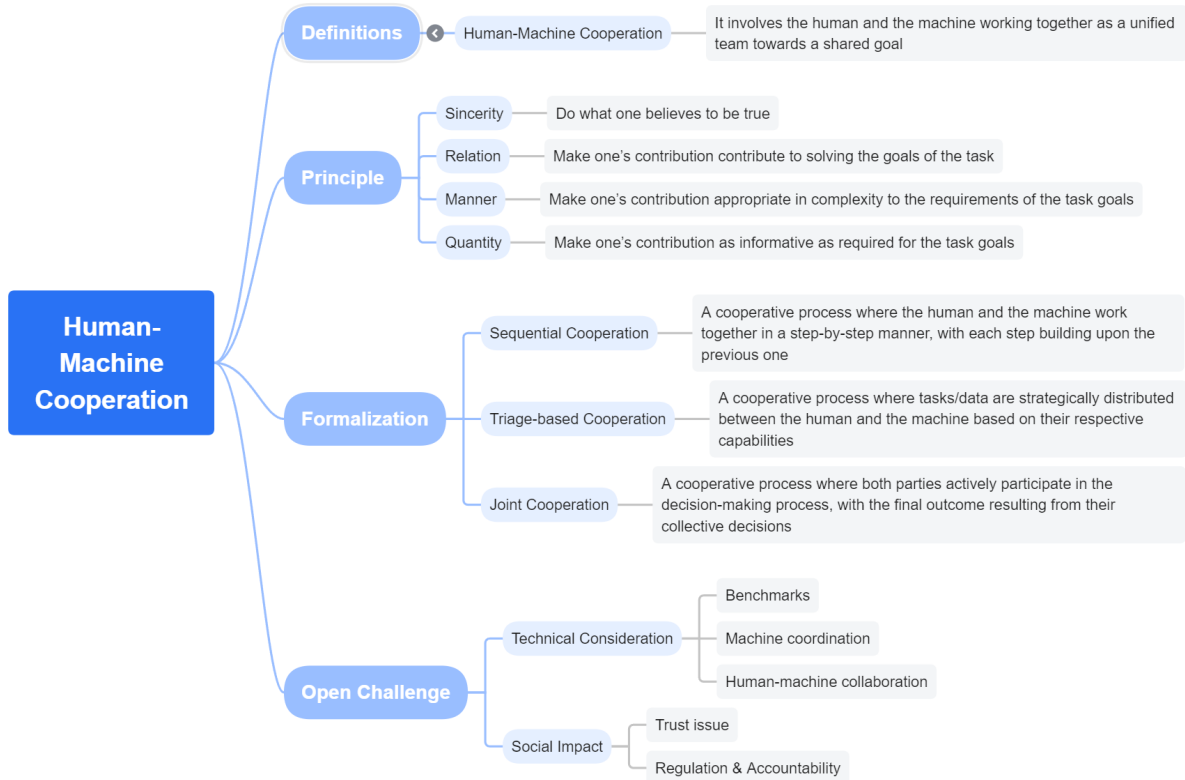 Human-
Machine
Cooperation
Definitions
Human-Machine Cooperation
It involves the human and the machine working together as a unified
team towards a shared goal
Principle
Sincerity
Do what one believes to be true
Relation
Make one's contribution contribute to solving the goals of the task
Manner
Make one's contribution appropriate in complexity to the requirements of the task goals
Quantity
Make one's contribution as informative as required for the task goals
Formalization
Sequential Cooperation
A cooperative process where the human and the machine work
together in a step-by-step manner, with each step building upon the
previous one
Triage-based Cooperation
A cooperative process where tasks/data are strategically distributed
between the human and the machine based on their respective
capabilities
Joint Cooperation
A cooperative process where both parties actively participate in the
decision-making process, with the final outcome resulting from their
collective decisions
Open Challenge
Technical Consideration
Benchmarks
Machine coordination
Human-machine collaboration
Social Impact
Trust issue
Regulation & Accountability